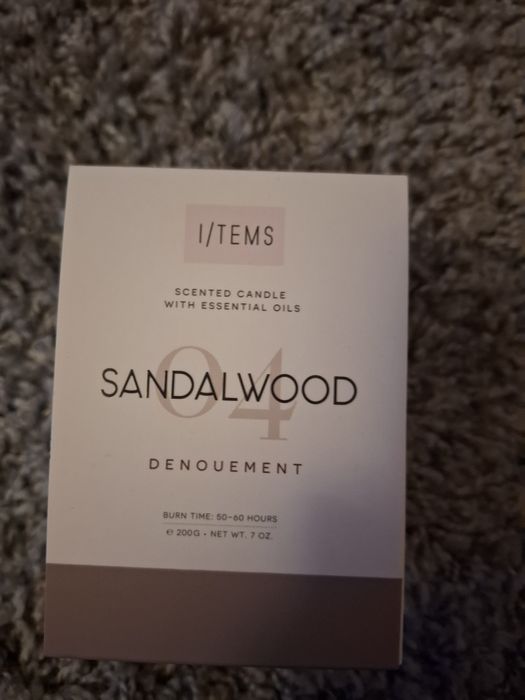 I/TEMS
SCENTED CANDLE
WITH ESSENTIAL OILS
04
SANDALWOOD
DENOUEMENT
BURN TIME: 50-60 HOURS
℮ 200G • NET WT. 7 OZ.